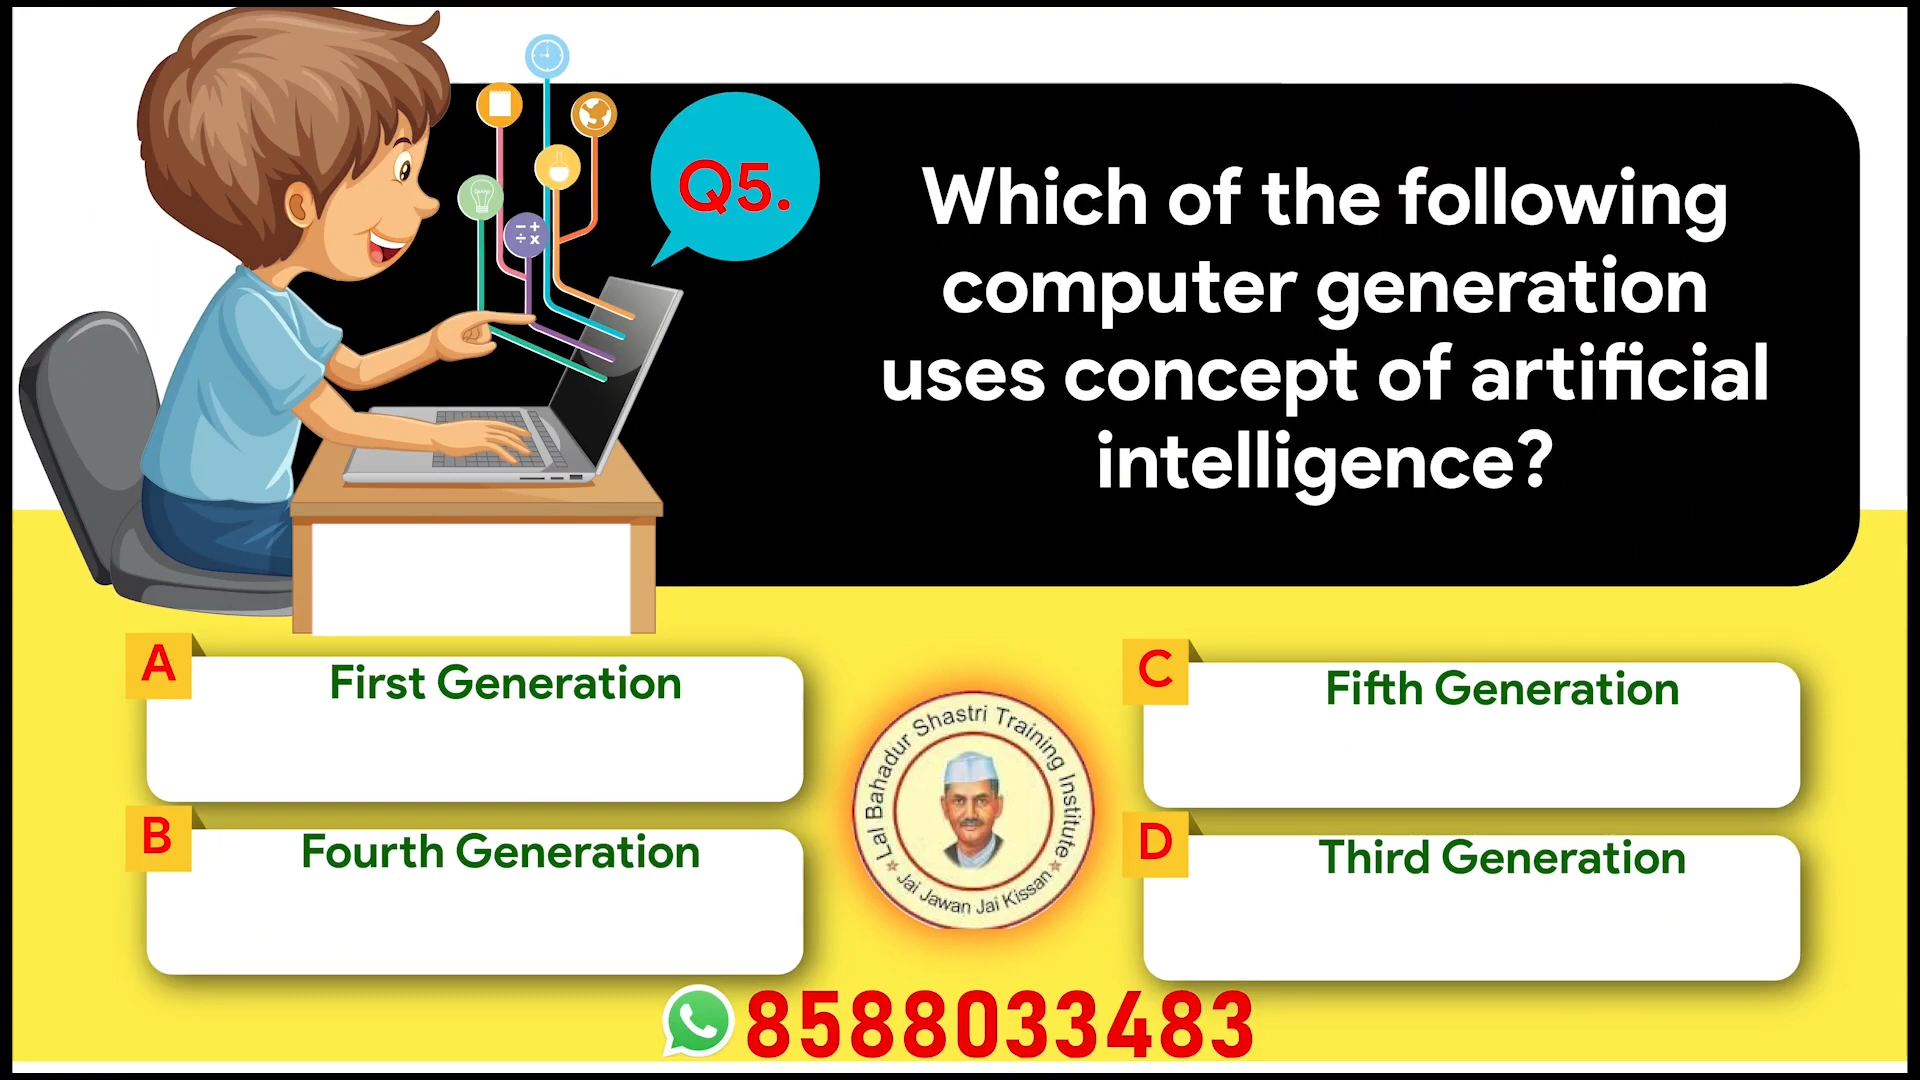 Q5.
Which of the following
computer generation
uses concept of artificial
intelligence?
A
First Generation
B
Fourth Generation
C
Fifth Generation
D
Third Generation
Lal Bahadur Shastri Training Institute
Jai Jawan Jai Kissan
8588033483